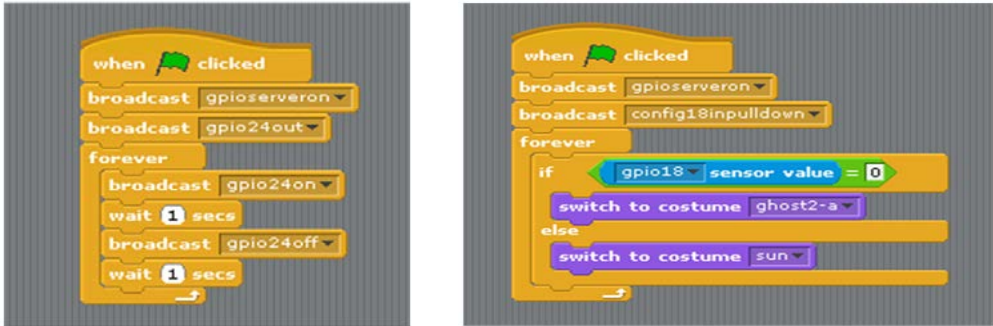 when clicked
broadcast gpioserveron
broadcast gpio24out
forever
broadcast gpio24on
wait 1 secs
broadcast gpio24off
wait 1 secs
when clicked
broadcast gpioserveron
broadcast config18inpulldown
forever
if gpio18 sensor value = 0
switch to costume ghost2-a
else
switch to costume sun